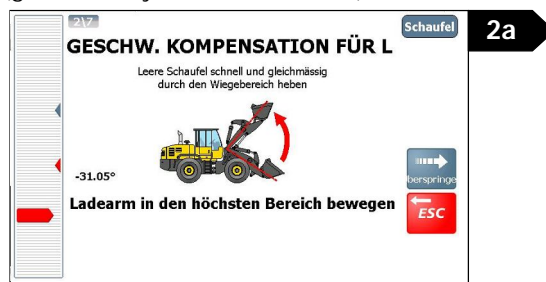 2\7
Schaufel
2a
GESCHW. KOMPENSATION FÜR L
Leere Schaufel schnell und gleichmässig
durch den Wiegebereich heben
-31.05°
berspringe
Ladearm in den höchsten Bereich bewegen
ESC